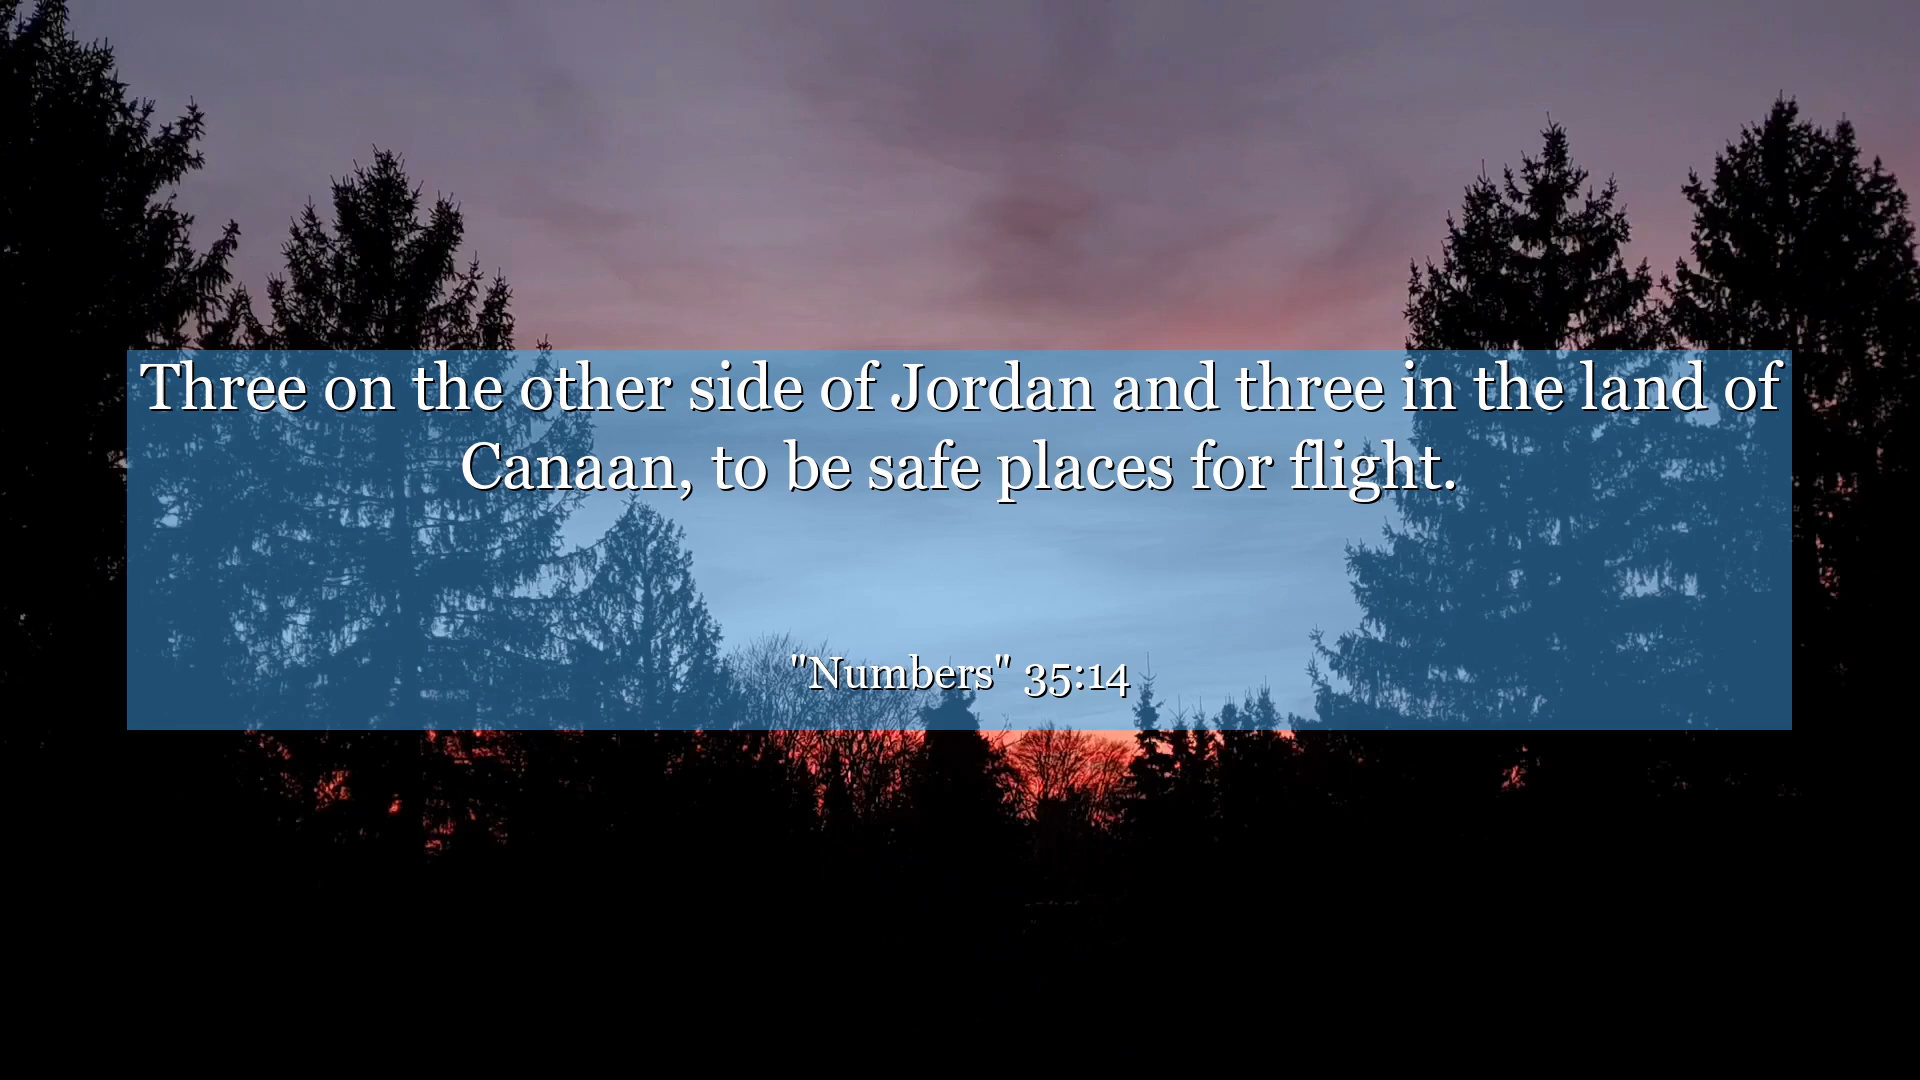 Three on the other side of Jordan and three in the land of
Canaan, to be safe places for flight.
"Numbers" 35:14